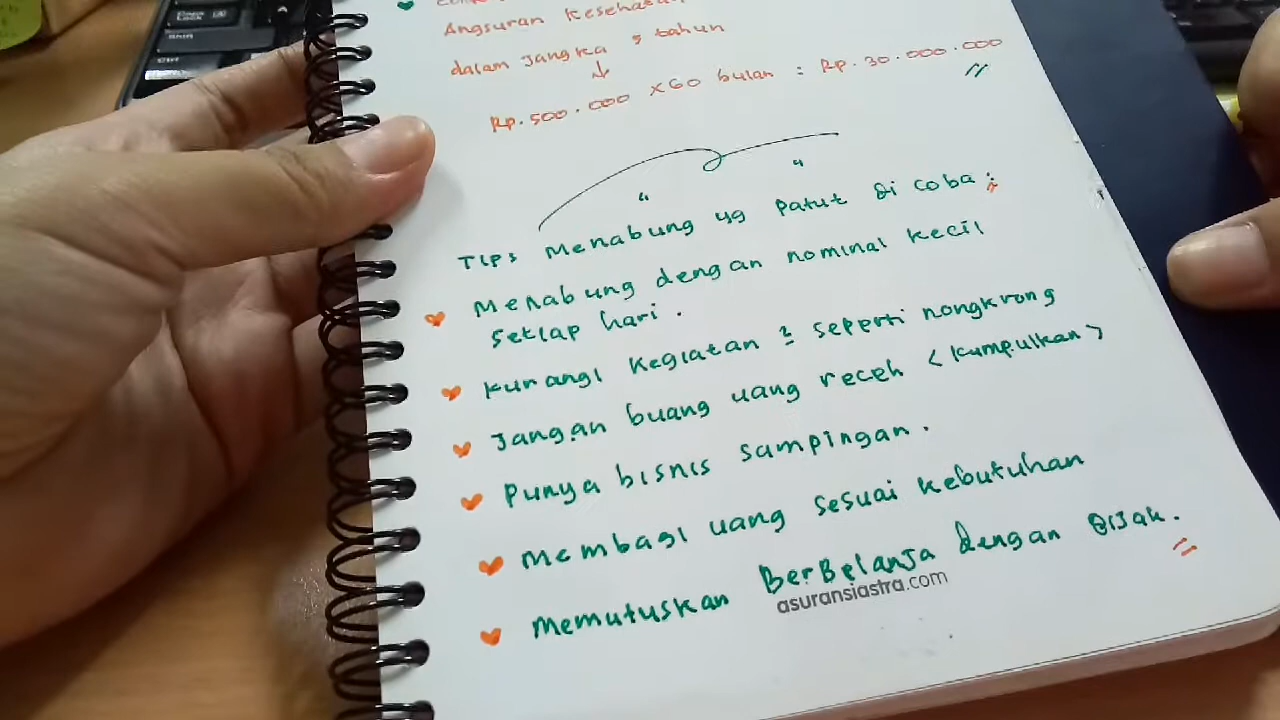 Angsuran Kesehatan
dalam Jangka 5 tahun
Rp. 500.000 x 60 bulan : Rp. 30.000.000
"
"
Tips Menabung yg Patut Di coba :
Menabung dengan nominal kecil
setiap hari.
Kurangi kegiatan 2 seperti nongkrong
Jangan buang uang receh <kumpulkan>
Punya bisnis sampingan.
Membagi uang sesuai kebutuhan
Memutuskan BerBelanja dengan Bijak.
asuransiastra.com
Shift
Ctrl